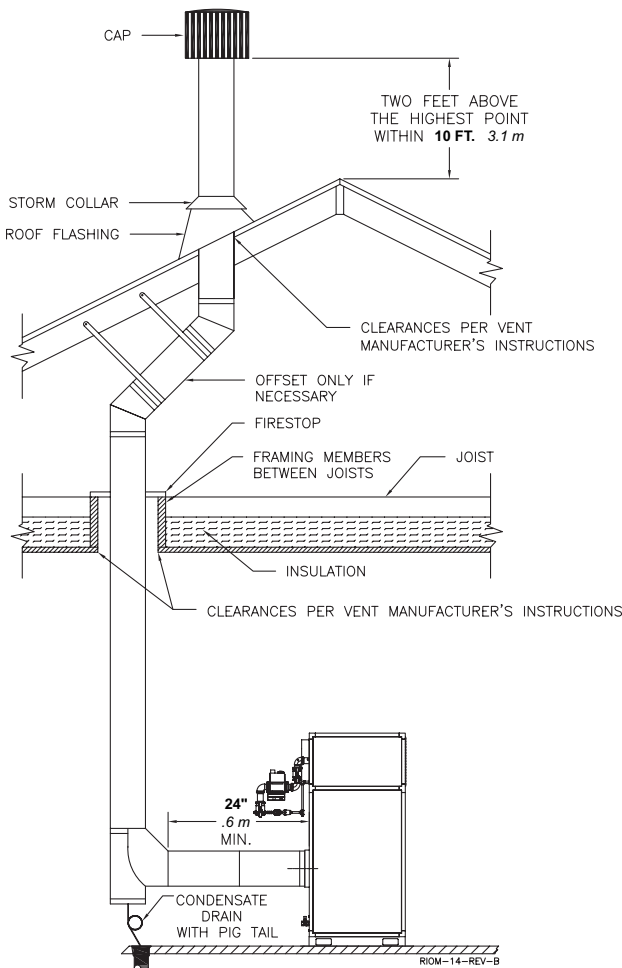 CAP
TWO FEET ABOVE
THE HIGHEST POINT
WITHIN 10 FT. 3.1 m
STORM COLLAR
ROOF FLASHING
CLEARANCES PER VENT
MANUFACTURER'S INSTRUCTIONS
OFFSET ONLY IF
NECESSARY
FIRESTOP
FRAMING MEMBERS
BETWEEN JOISTS
JOIST
INSULATION
CLEARANCES PER VENT MANUFACTURER'S INSTRUCTIONS
24"
.6 m
MIN.
CONDENSATE
DRAIN
WITH PIG TAIL
RIOM-14-REV-B